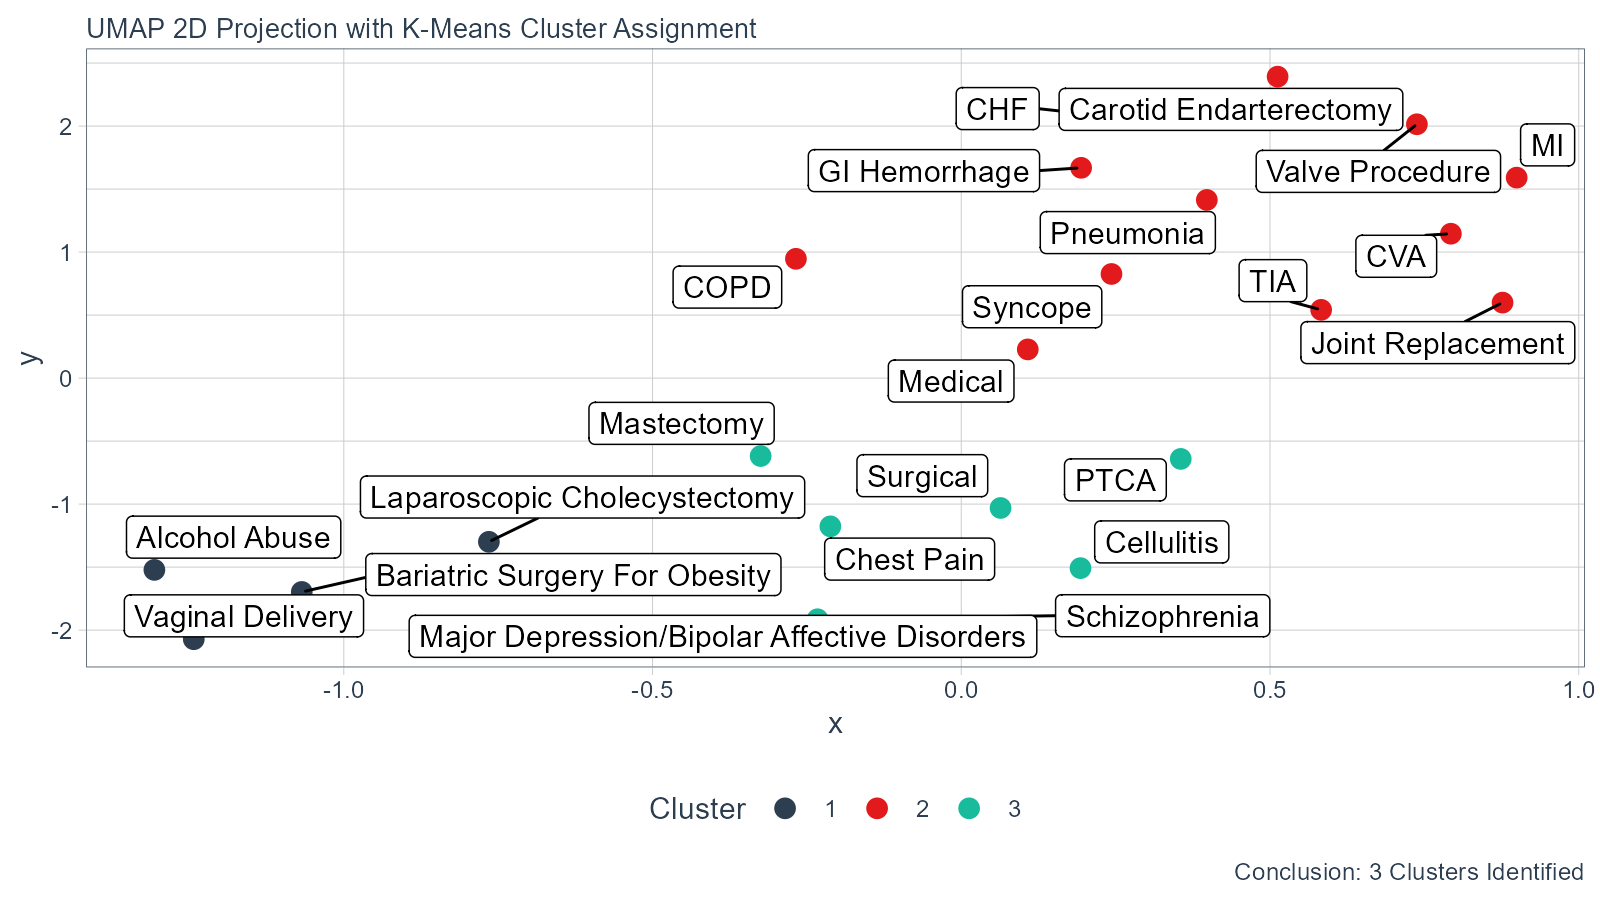 UMAP 2D Projection with K-Means Cluster Assignment
CHF
Carotid Endarterectomy
MI
GI Hemorrhage
Valve Procedure
Pneumonia
CVA
COPD
TIA
Syncope
Joint Replacement
Medical
Mastectomy
Surgical
PTCA
Laparoscopic Cholecystectomy
Alcohol Abuse
Cellulitis
Chest Pain
Bariatric Surgery For Obesity
Vaginal Delivery
Schizophrenia
Major Depression/Bipolar Affective Disorders
y
2
1
0
-1
-2
-1.0 -0.5 0.0 0.5 1.0
x
Cluster 1 2 3
Conclusion: 3 Clusters Identified